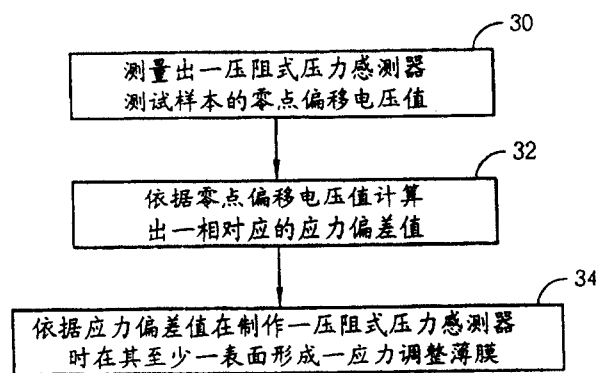 30
测量出一压阻式压力感测器
测试样本的零点偏移电压值
32
依据零点偏移电压值计算
出一相对应的应力偏差值
34
依据应力偏差值在制作一压阻式压力感测器
时在其至少一表面形成一应力调整薄膜